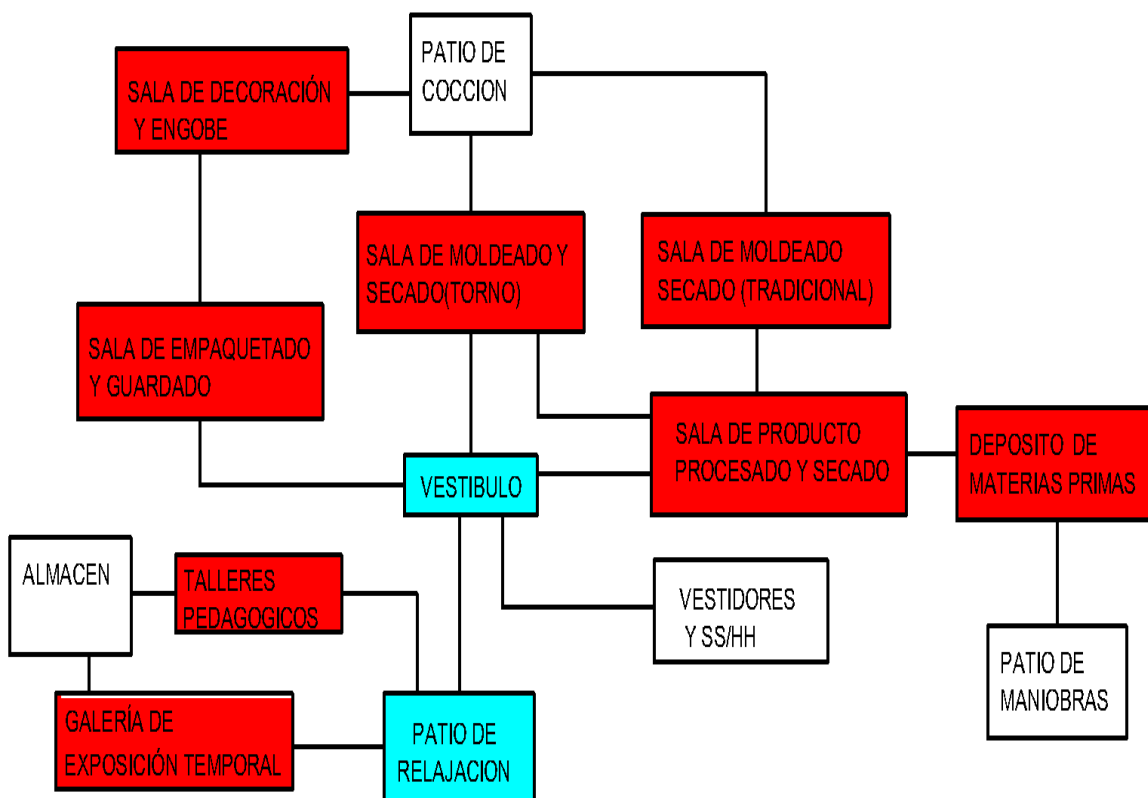 PATIO DE
COCCION
SALA DE DECORACIÓN
Y ENGOBE
SALA DE MOLDEADO Y
SECADO(TORNO)
SALA DE MOLDEADO
SECADO (TRADICIONAL)
SALA DE EMPAQUETADO
Y GUARDADO
SALA DE PRODUCTO
PROCESADO Y SECADO
DEPOSITO DE
MATERIAS PRIMAS
VESTIBULO
ALMACEN
TALLERES
PEDAGOGICOS
VESTIDORES
Y SS/HH
PATIO DE
MANIOBRAS
GALERÍA DE
EXPOSICIÓN TEMPORAL
PATIO DE
RELAJACION